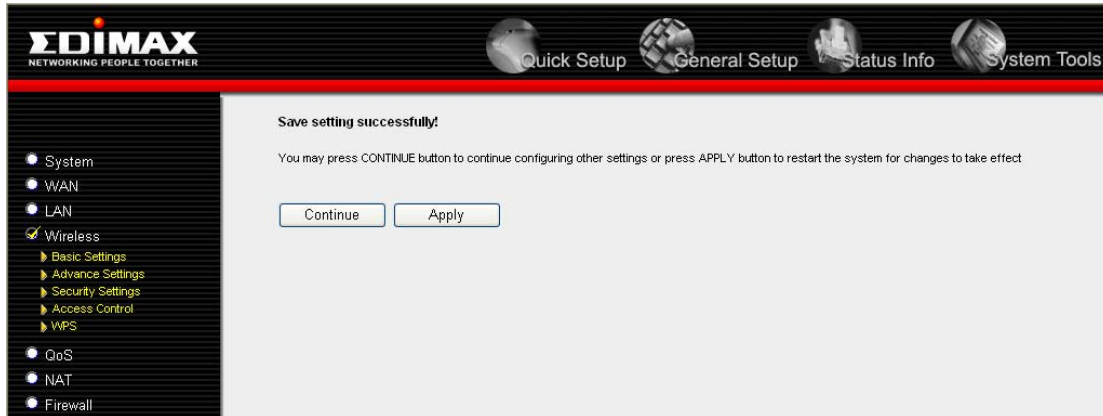 EDIMAX
NETWORKING PEOPLE TOGETHER
Quick Setup
General Setup
Status Info
System Tools
System
WAN
LAN
Wireless
Basic Settings
Advance Settings
Security Settings
Access Control
WPS
QoS
NAT
Firewall
Save setting successfully!
You may press CONTINUE button to continue configuring other settings or press APPLY button to restart the system for changes to take effect
Continue
Apply